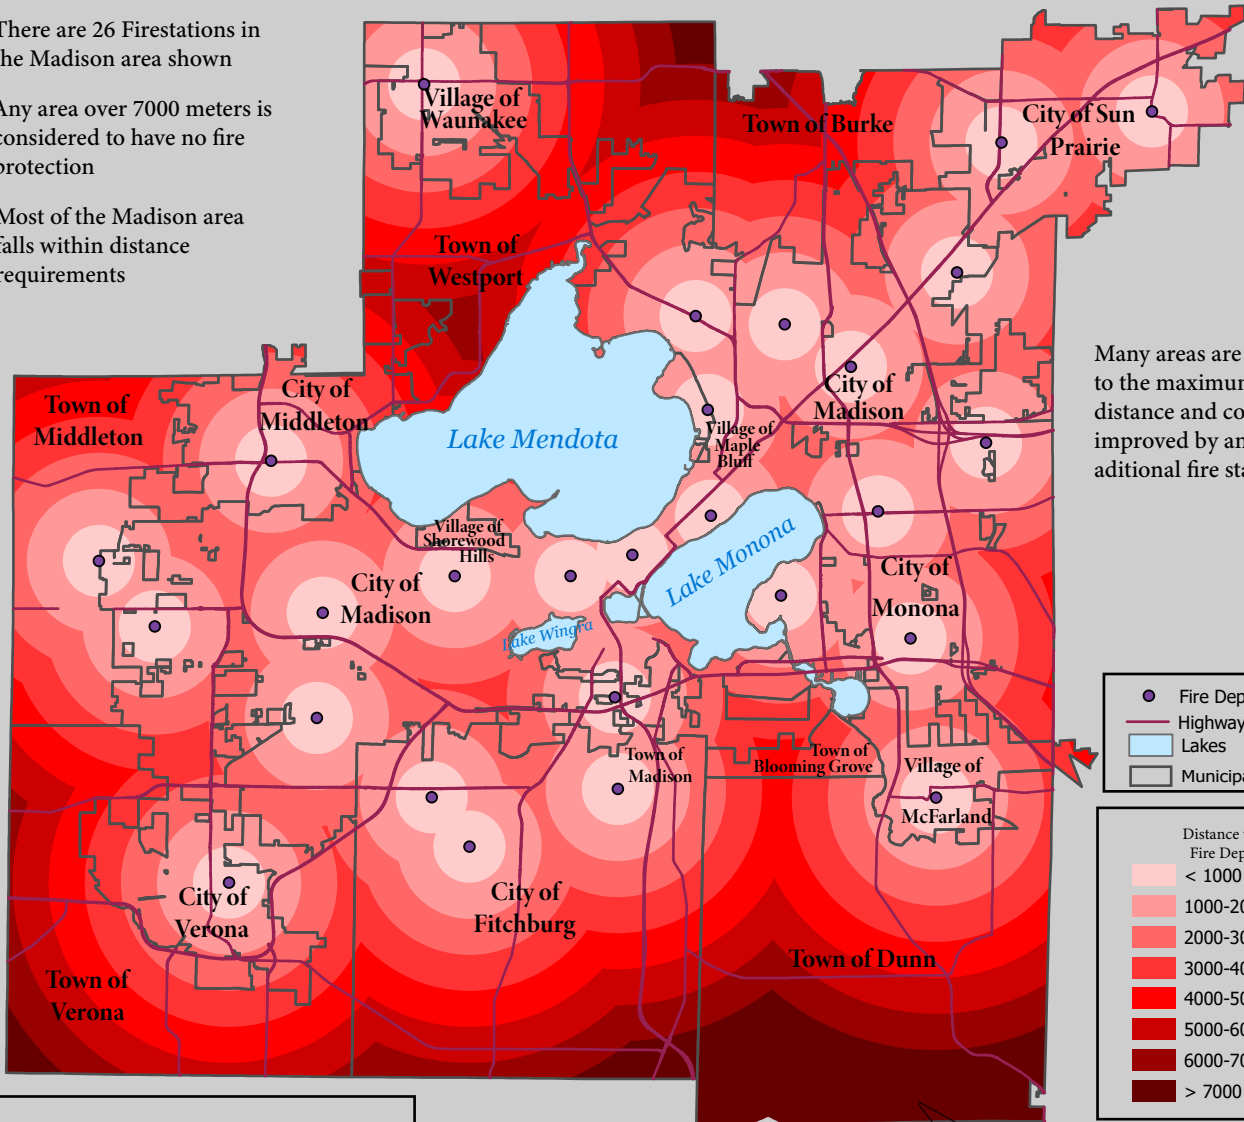 here are 26 Firestations in
he Madison area shown
Any area over 7000 meters is
considered to have no fire
protection
Most of the Madison area
falls within distance
requirements
Village of
Waunakee
Town of Burke
City of Sun
Prairie
Town of
Westport
City of
Middleton
Town of
Middleton
Lake Mendota
City of
Madison
Village of
Maple
Bluff
Many areas are
to the maximum
distance and co
improved by an
aditional fire sta
Village of
Shorewood
Hills
City of
Madison
Lake Monona
Lake Wingra
City of
Monona
Town of
Madison
Town of
Blooming Grove
Village of
McFarland
City of
Verona
City of
Fitchburg
Town of Dunn
Town of
Verona
Fire Dep
Highway
Lakes
Municipa
Distance
Fire Dep
< 1000
1000-20
2000-30
3000-40
4000-50
5000-60
6000-70
> 7000